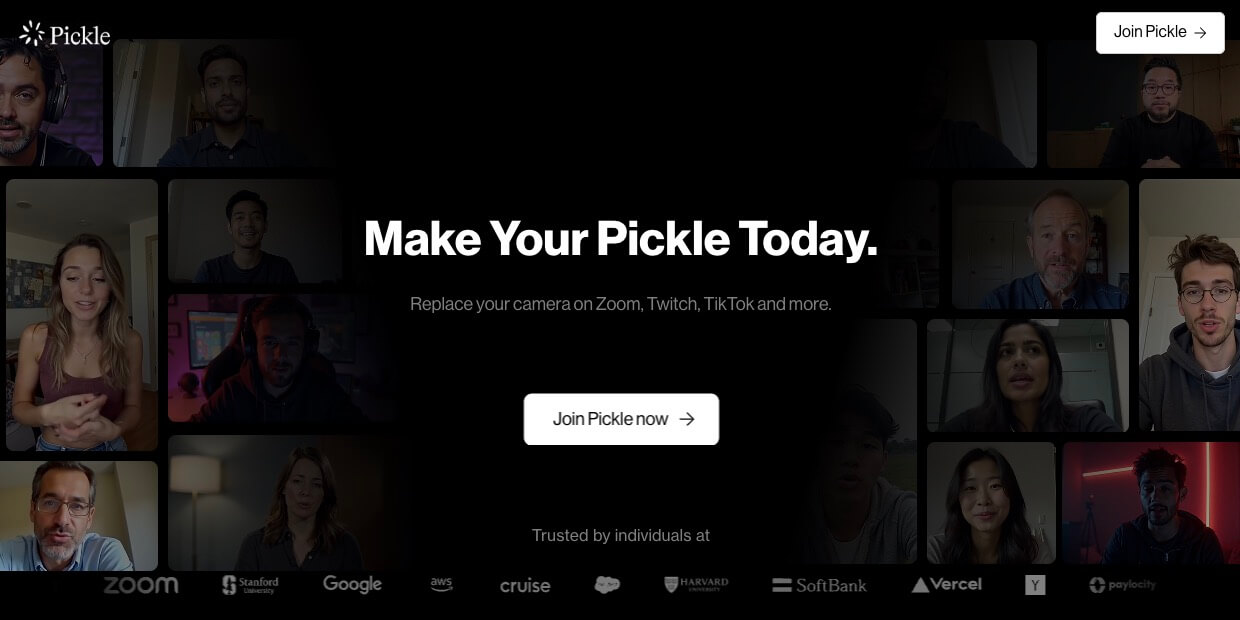 Pickle
Join Pickle →
Make Your Pickle Today.
Replace your camera on Zoom, Twitch, TikTok and more.
Join Pickle now →
Trusted by individuals at
zoom
Stanford
University
Google
aws
cruise
HARVARD
UNIVERSITY
SoftBank
Vercel
Y
paylocity